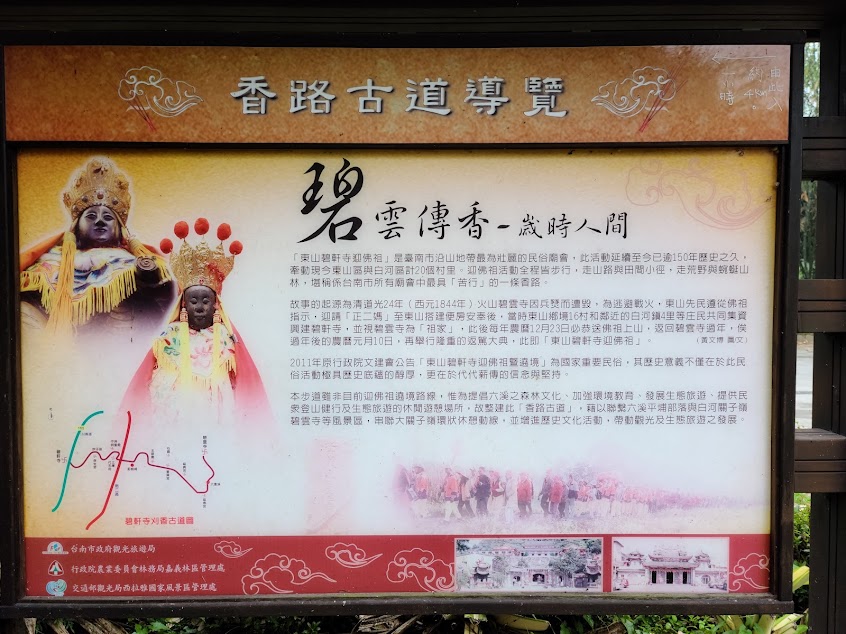 香路古道導覽
碧雲傳香-歲時人間
「東山碧軒寺迎佛祖」是臺南市沿山地帶最為壯圓的民俗廟會，此活動延續至今已逾150年歷史之久，
牽動現今東山區與白河區計20個村里。迎佛祖活動全程皆步行，走山路與田間小徑，走荒野與蜿蜒山
林，堪稱係台南市所有廟會中最具「苦行」的一條香路。
故事的起源為清道光24年（西元1844年）火山碧雲寺因兵燹而遭毀，為逃避戰火，東山先民遵從佛祖
指示，迎請「正二媽」至東山搭建便房安奉後，當時東山鄉境16村和鄰近的白河鎮4里等庄民共同集資
興建碧軒寺，並視碧雲寺為「祖家」，此後每年農曆12月23日必恭送佛祖上山，返回碧雲寺過年，俟
過年後的農曆元月10日，再舉行隆重的返駕大典，此即「東山碧軒寺迎佛祖」。
（黃文博 圖/文）
2011年原行政院文建會公告「東山碧軒寺迎佛祖暨遶境」為國家重要民俗，其歷史意義不僅在於此民
俗活動極具歷史底蘊的醇厚，更在於代代薪傳的信念與堅持。
本步道雖非目前迎佛祖遶境路線，惟為提倡六溪之森林文化、加強環境教育、發展生態旅遊、提供民
衆登山健行及生態旅遊的休閒遊憩場所，故整建此「香路古道」，藉以聯繫六溪平埔部落與白河關子嶺
碧雲寺等風景區，串聯大關子嶺環狀休憩動線，並增進歷史文化活動，帶動觀光及生態旅遊之發展。
碧軒寺
碧軒寺刈香古道圖
台南市政府觀光旅遊局
行政院農業委員會林務局嘉義林區管理處
交通部觀光局西拉雅國家風景區管理處